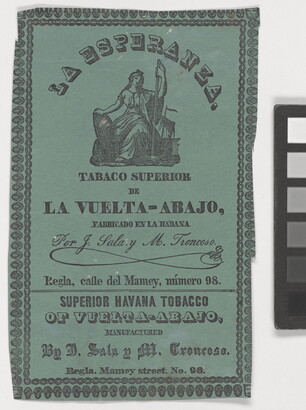 LA ESPERANZA,
TABACO SUPERIOR
DE
LA VUELTA-ABAJO,
FABRICADO EN LA HABANA
Por J. Sala y M. Troncoso.
Regla, calle del Mamey, número 98.
SUPERIOR HAVANA TOBACCO
OF VUELTA-ABAJO,
MANUFACTURED
By J. Sala y M. Troncoso.
Regla. Mamey street. No. 98.